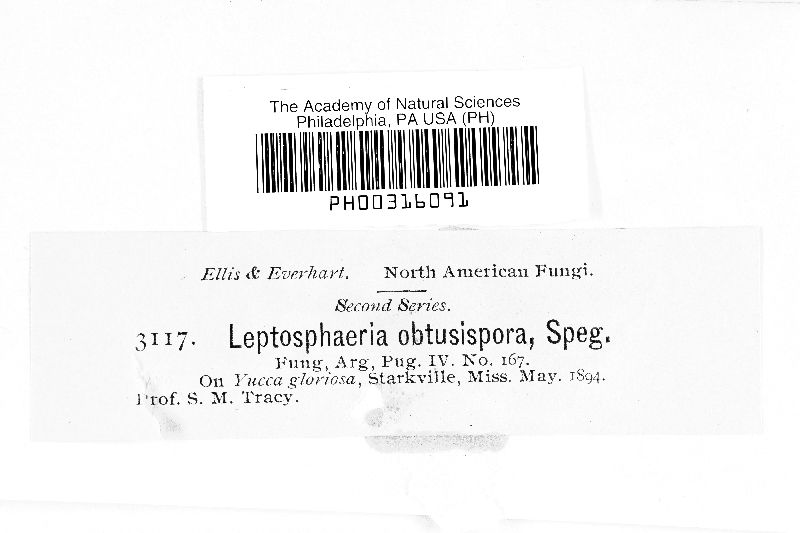 The Academy of Natural Sciences
Philadelphia, PA USA (PH)
PH00316091
Ellis & Everhart. North American Fungi.
Second Series.
3117. Leptosphaeria obtusispora, Speg.
Fung, Arg, Pug. IV. No. 167.
On Yucca gloriosa, Starkville, Miss. May. 1894.
Prof. S. M. Tracy.